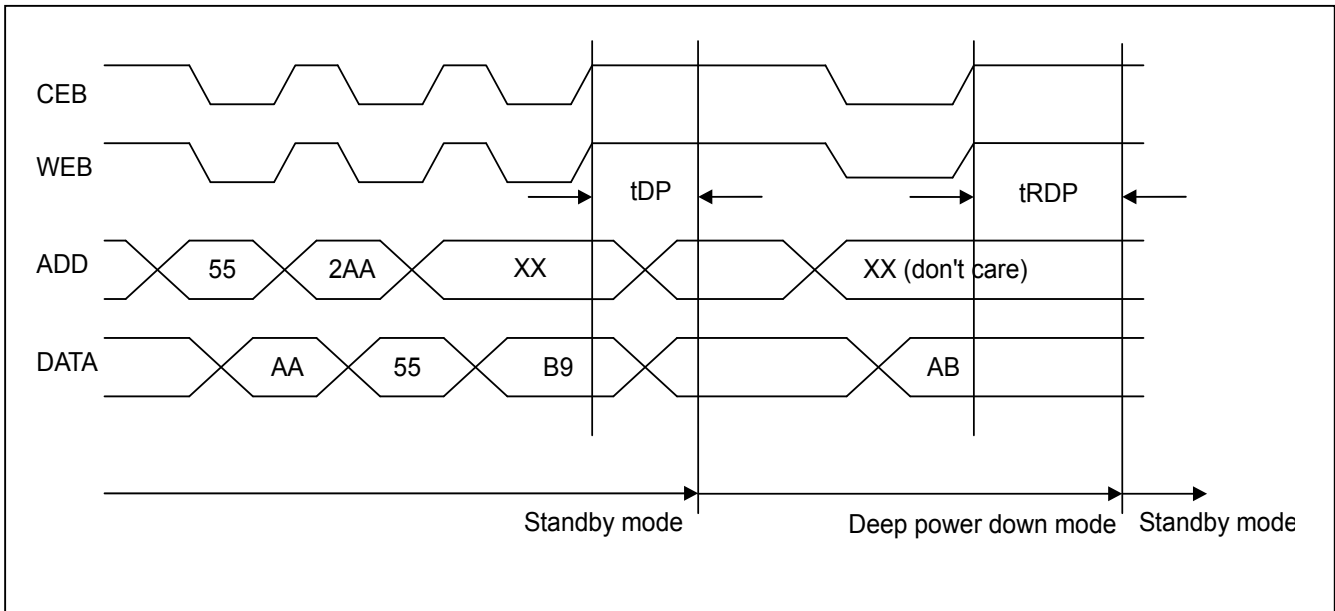 CEB
WEB
tDP
tRDP
ADD
55
2AA
XX
XX (don't care)
DATA
AA
55
B9
AB
Standby mode
Deep power down mode
Standby mode